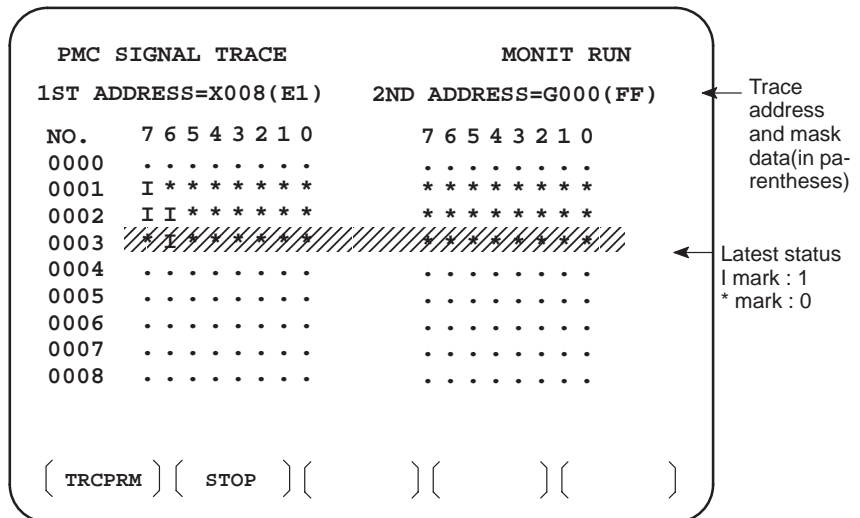 PMC SIGNAL TRACE MONIT RUN
1ST ADDRESS=X008(E1) 2ND ADDRESS=G000(FF)
NO. 7 6 5 4 3 2 1 0 7 6 5 4 3 2 1 0
0000 . . . . . . . . . . . . . . . .
0001 I * * * * * * * * * * * * * * *
0002 I I * * * * * * * * * * * * * *
0003 * I * * * * * * * * * * * * * *
0004 . . . . . . . . . . . . . . . .
0005 . . . . . . . . . . . . . . . .
0006 . . . . . . . . . . . . . . . .
0007 . . . . . . . . . . . . . . . .
0008 . . . . . . . . . . . . . . . .
TRCPRM STOP
Trace
address
and mask
data(in pa-
rentheses)
Latest status
I mark : 1
* mark : 0